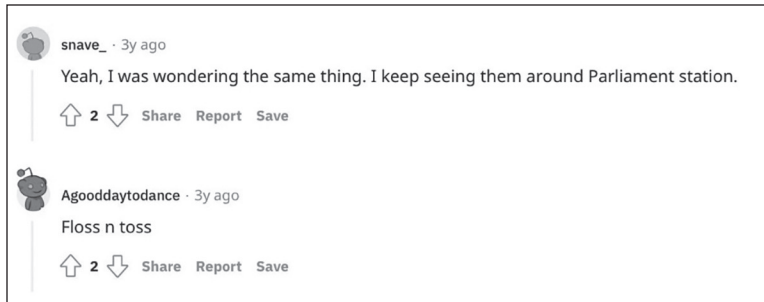 snave_ · 3y ago
Yeah, I was wondering the same thing. I keep seeing them around Parliament station.
2 Share Report Save
Agooddaytodance · 3y ago
Floss n toss
2 Share Report Save